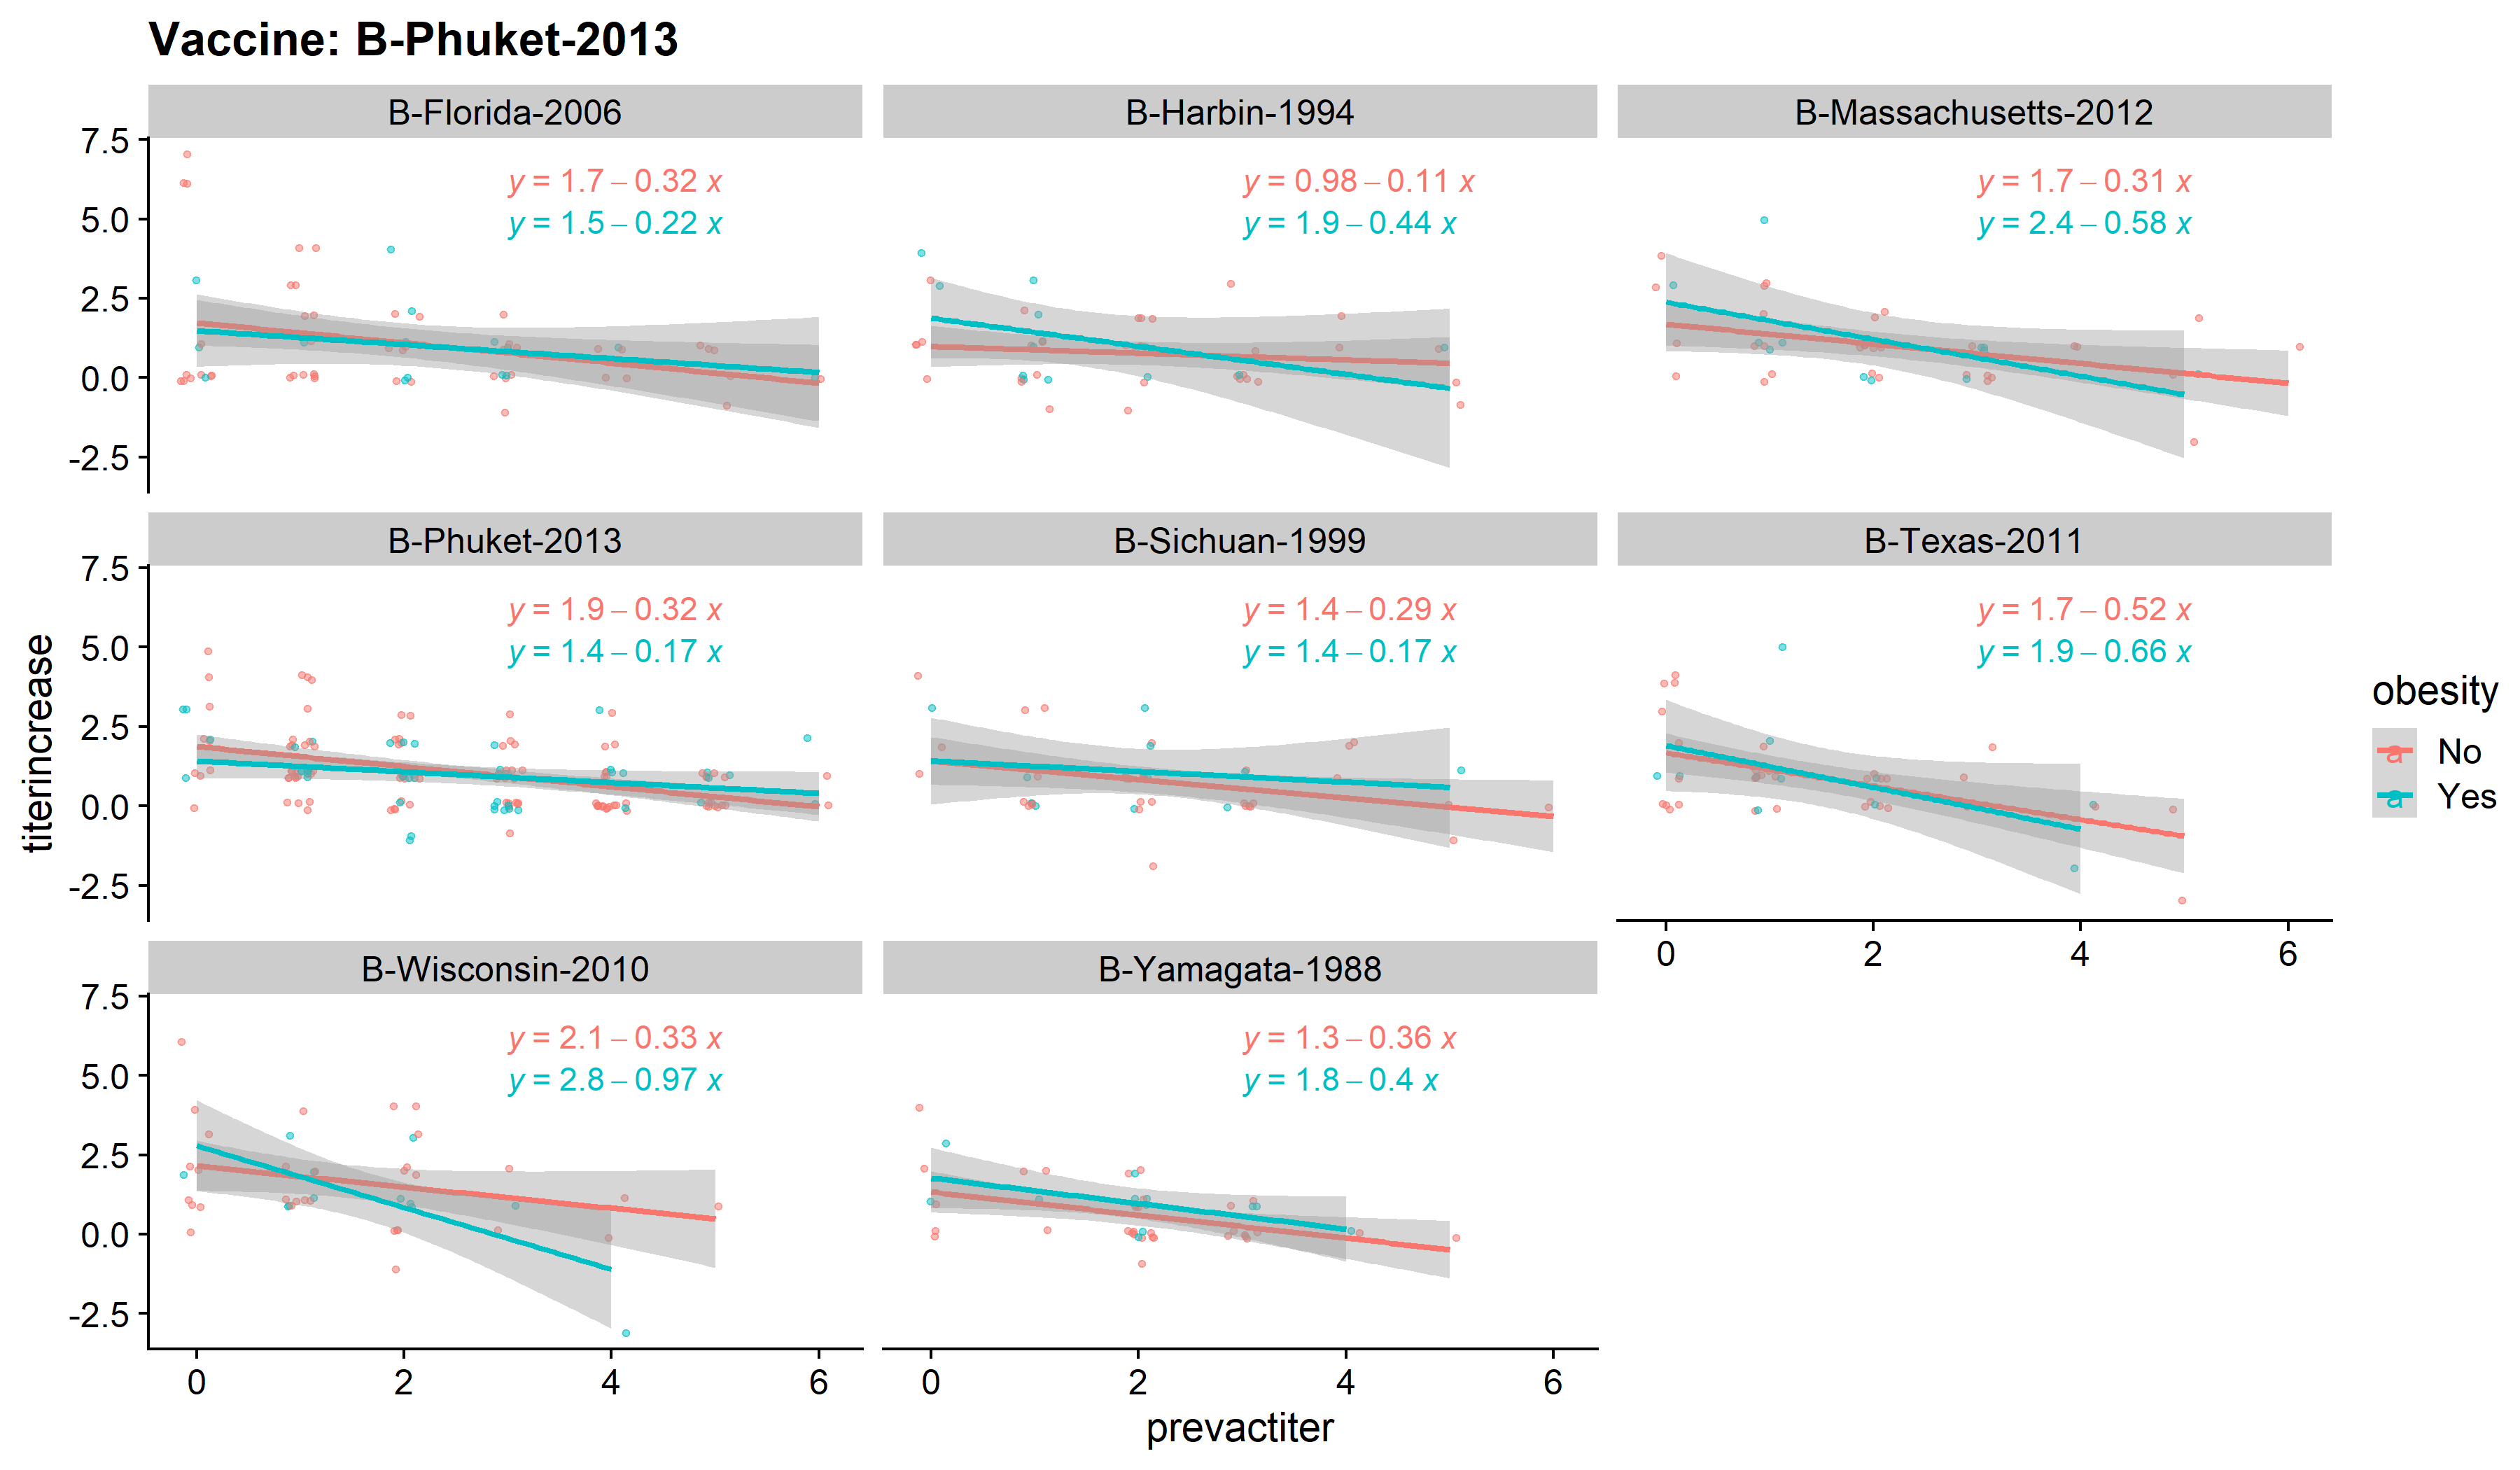 Vaccine: B-Phuket-2013
B-Florida-2006
B-Harbin-1994
B-Massachusetts-2012
7.5
5.0
2.5
0.0
-2.5
y = 1.7 – 0.32 x
y = 1.5 – 0.22 x
y = 0.98 – 0.11 x
y = 1.9 – 0.44 x
y = 1.7 – 0.31 x
y = 2.4 – 0.58 x
B-Phuket-2013
B-Sichuan-1999
B-Texas-2011
7.5
5.0
2.5
0.0
-2.5
y = 1.9 – 0.32 x
y = 1.4 – 0.17 x
y = 1.4 – 0.29 x
y = 1.4 – 0.17 x
y = 1.7 – 0.52 x
y = 1.9 – 0.66 x
0 2 4 6
titerincrease
obesity
a No
a Yes
B-Wisconsin-2010
B-Yamagata-1988
7.5
5.0
2.5
0.0
-2.5
y = 2.1 – 0.33 x
y = 2.8 – 0.97 x
y = 1.3 – 0.36 x
y = 1.8 – 0.4 x
0 2 4 6
0 2 4 6
prevactiter